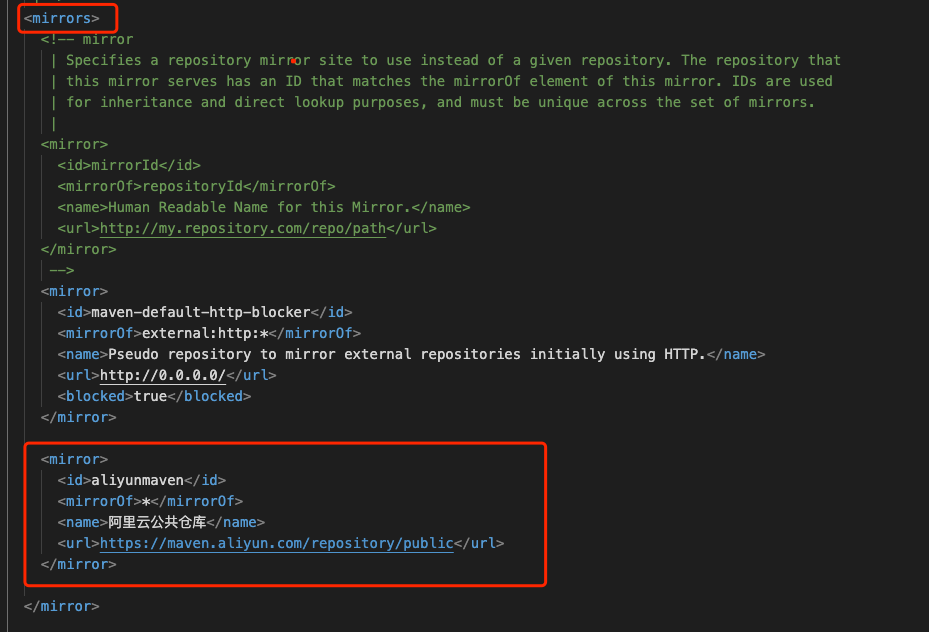 <mirrors>
<!-- mirror
| Specifies a repository mirror site to use instead of a given repository. The repository that
| this mirror serves has an ID that matches the mirrorOf element of this mirror. IDs are used
| for inheritance and direct lookup purposes, and must be unique across the set of mirrors.
|
<mirror>
<id>mirrorId</id>
<mirrorOf>repositoryId</mirrorOf>
<name>Human Readable Name for this Mirror.</name>
<url>http://my.repository.com/repo/path</url>
</mirror>
-->
<mirror>
<id>maven-default-http-blocker</id>
<mirrorOf>external:http:*</mirrorOf>
<name>Pseudo repository to mirror external repositories initially using HTTP.</name>
<url>http://0.0.0.0/</url>
<blocked>true</blocked>
</mirror>
<mirror>
<id>aliyunmaven</id>
<mirrorOf>*</mirrorOf>
<name>阿里云公共仓库</name>
<url>https://maven.aliyun.com/repository/public</url>
</mirror>
</mirror>